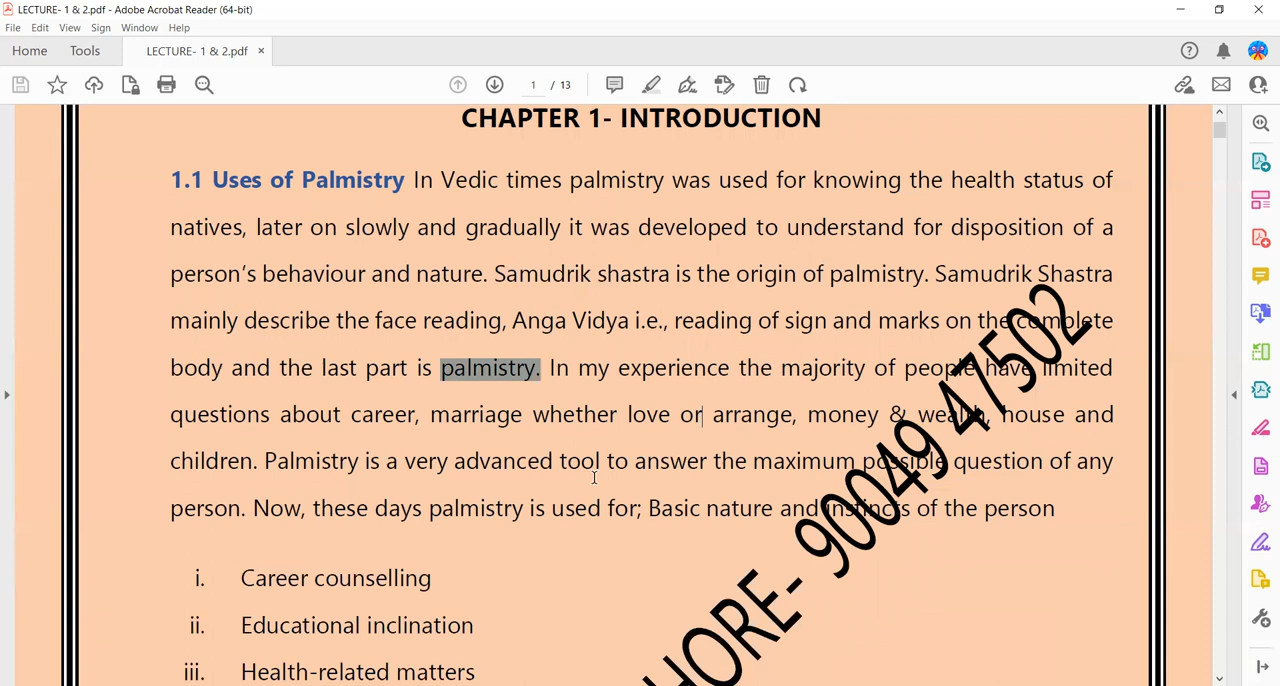 LECTURE- 1 & 2.pdf - Adobe Acrobat Reader (64-bit)
File Edit View Sign Window Help
Home Tools LECTURE- 1 & 2.pdf ×
1 / 13
CHAPTER 1- INTRODUCTION
1.1 Uses of Palmistry In Vedic times palmistry was used for knowing the health status of
natives, later on slowly and gradually it was developed to understand for disposition of a
person’s behaviour and nature. Samudrik shastra is the origin of palmistry. Samudrik Shastra
mainly describe the face reading, Anga Vidya i.e., reading of sign and marks on the complete
body and the last part is palmistry. In my experience the majority of people have limited
questions about career, marriage whether love or arrange, money & wealth, house and
children. Palmistry is a very advanced tool to answer the maximum possible question of any
person. Now, these days palmistry is used for; Basic nature and instincts of the person
i. Career counselling
ii. Educational inclination
iii. Health-related matters
HORE- 90049 47502